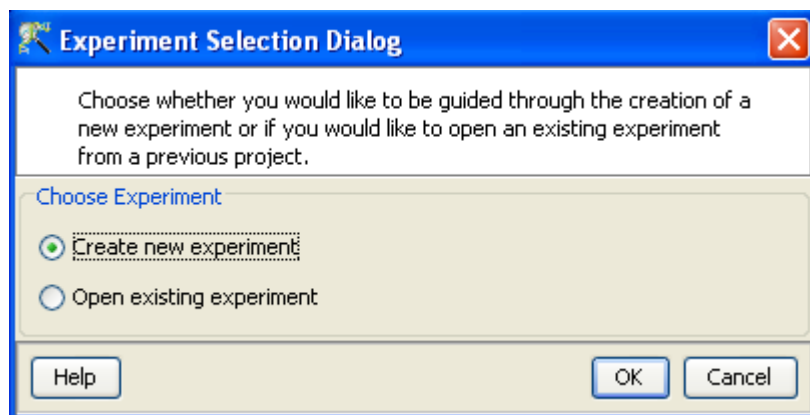 Experiment Selection Dialog
Choose whether you would like to be guided through the creation of a
new experiment or if you would like to open an existing experiment
from a previous project.
Choose Experiment
Create new experiment
Open existing experiment
Help OK Cancel